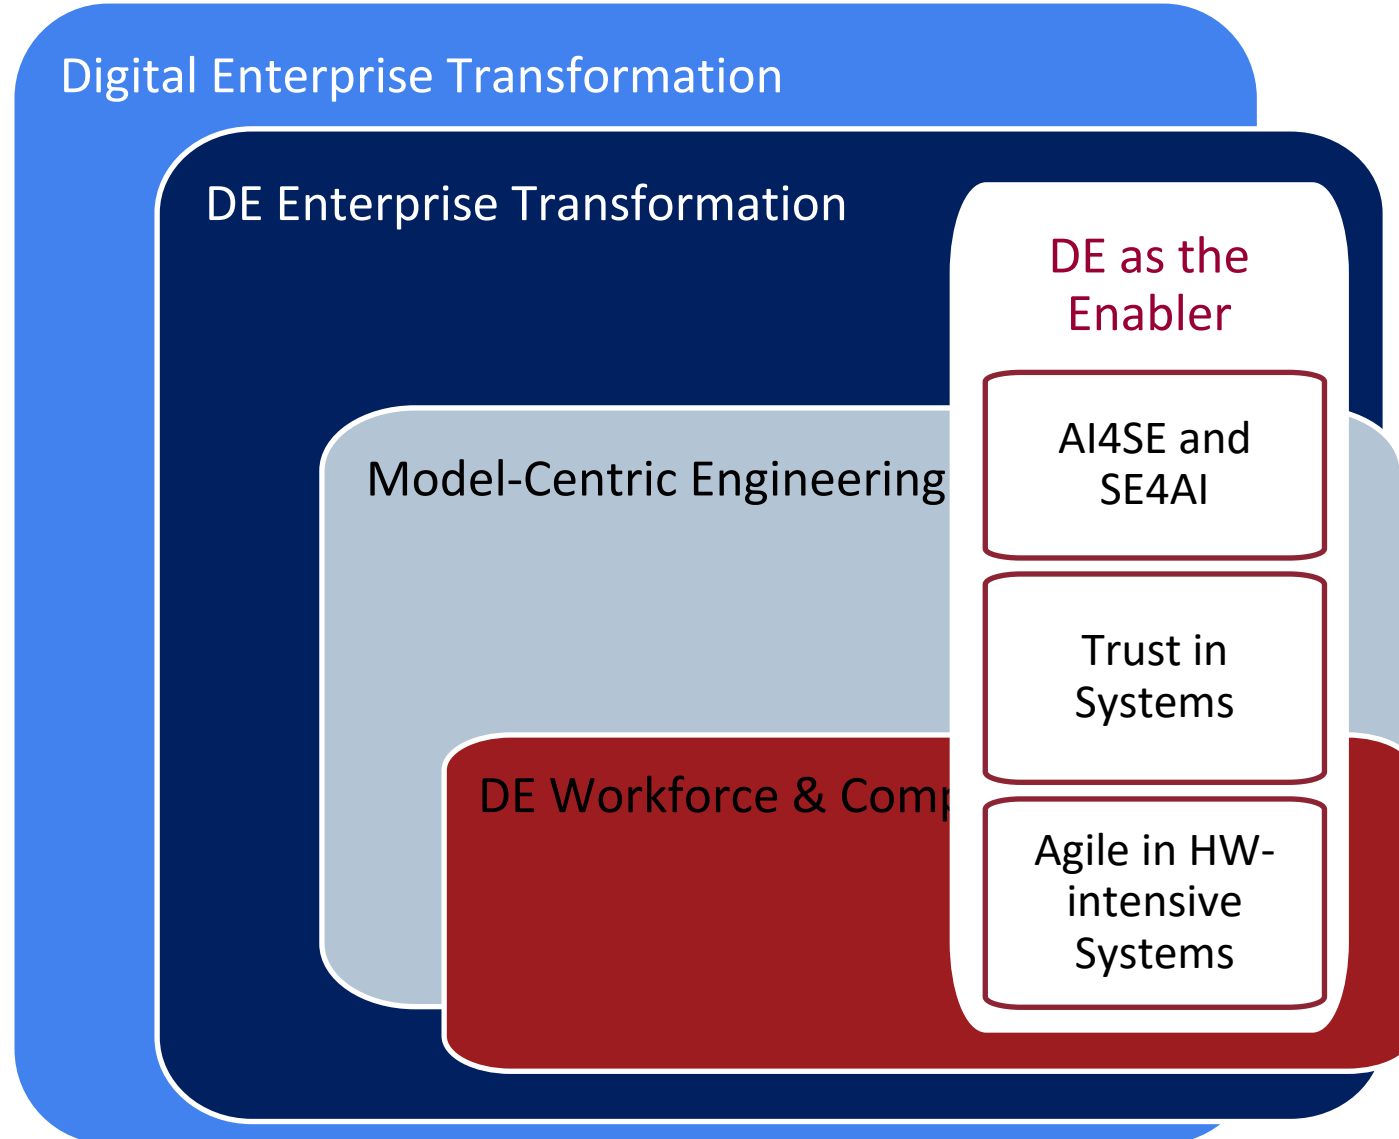 Digital Enterprise Transformation
DE Enterprise Transformation
DE as the
Enabler
AI4SE and
SE4AI
Model-Centric Engineering
Trust in
Systems
DE Workforce & Comp
Agile in HW-
intensive
Systems